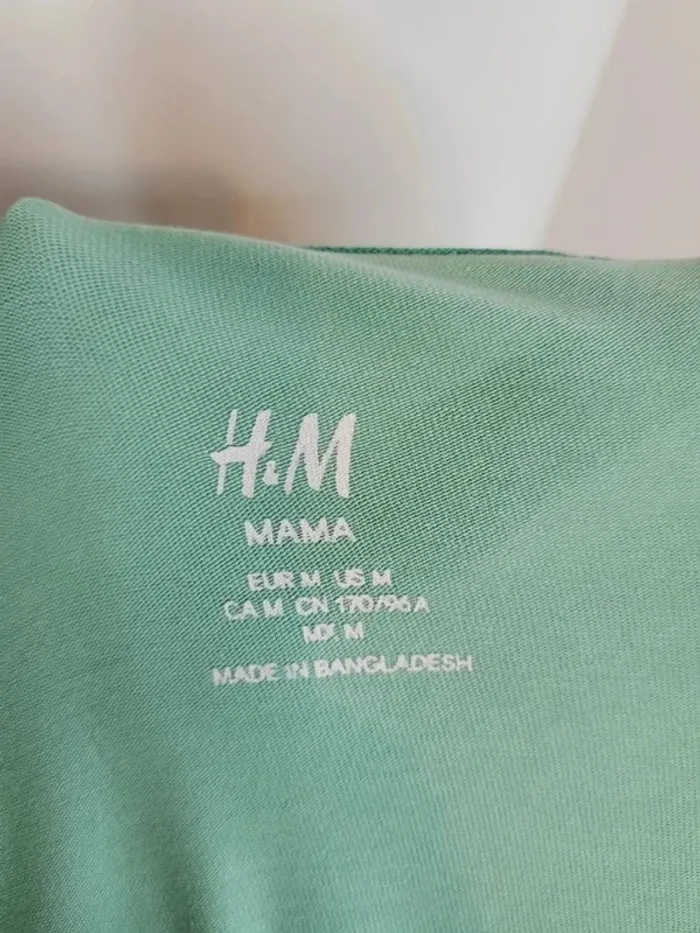 H&M
MAMA
EUR M US M
CA M CN 170/96A
MX M
MADE IN BANGLADESH